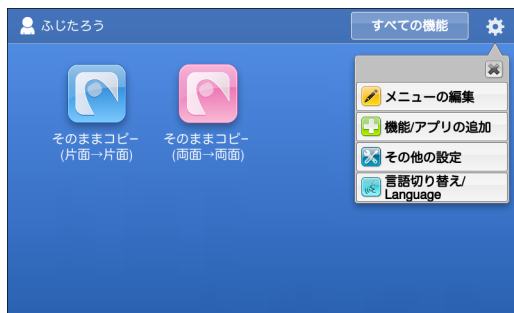 ふじたろう
すべての機能
そのままコピー
(片面→片面)
そのままコピー
(両面→両面)
メニューの編集
機能/アプリの追加
その他の設定
言語切り替え/
Language